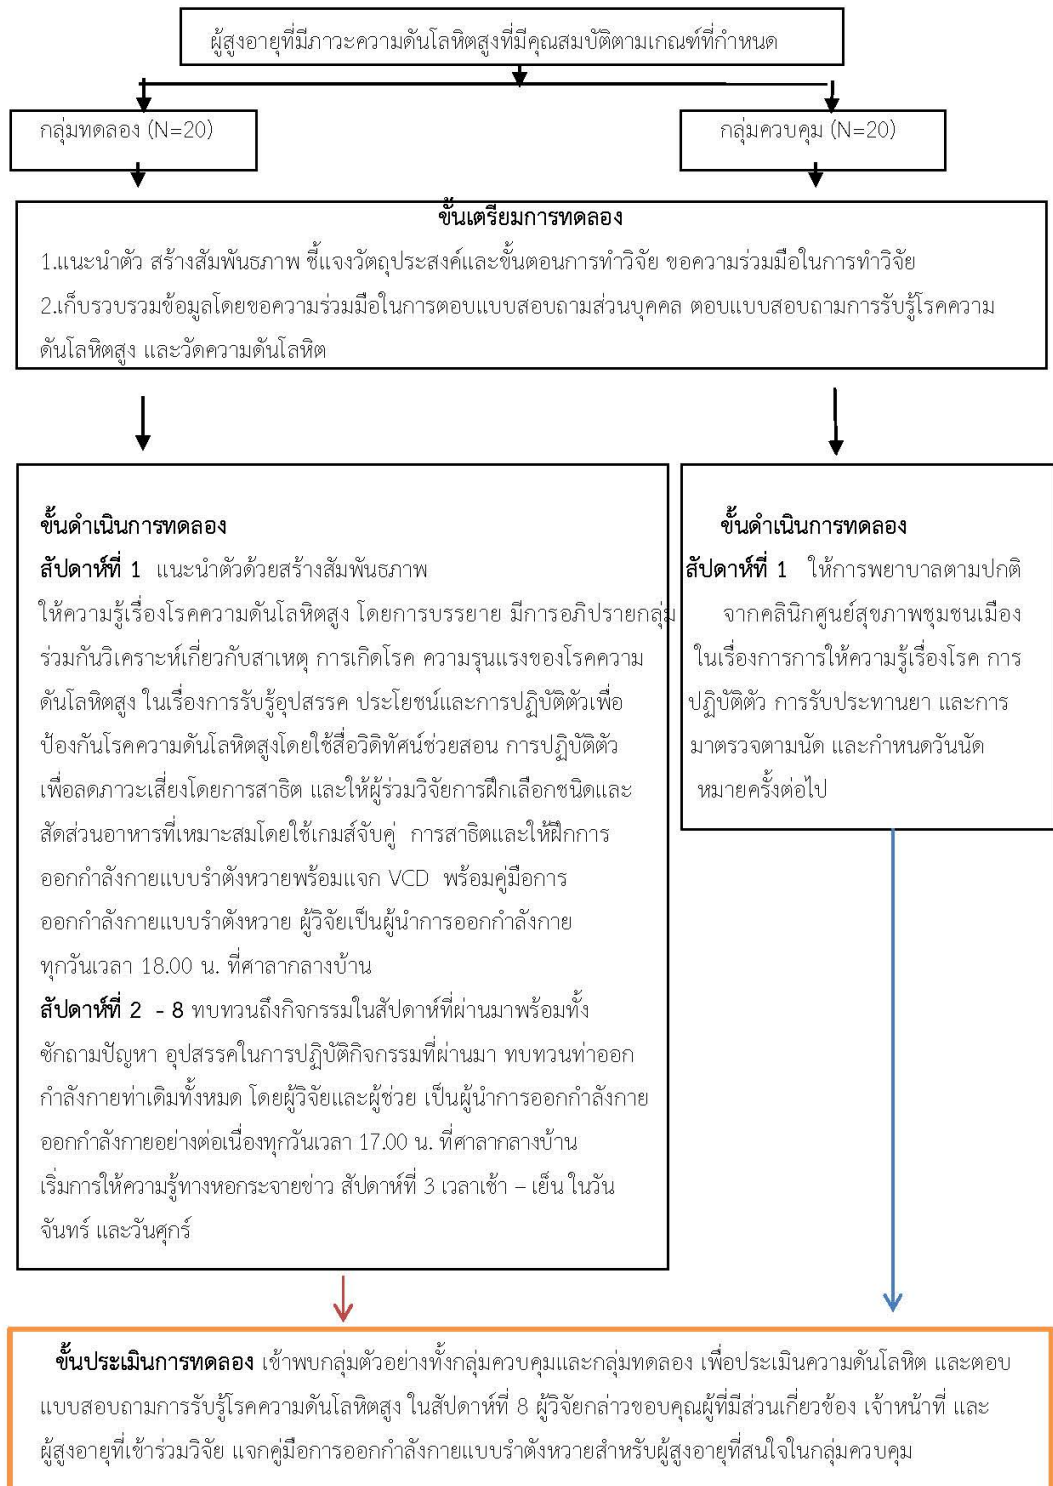 ผู้สูงอายุที่มีภาวะความดันโลหิตสูงที่มีคุณสมบัติตามเกณฑ์ที่กำหนด
กลุ่มทดลอง (N=20)
กลุ่มควบคุม (N=20)
ขั้นเตรียมการทดลอง
1.แนะนำตัว สร้างสัมพันธภาพ ชี้แจงวัตถุประสงค์และขั้นตอนการทำวิจัย ขอความร่วมมือในการทำวิจัย
2.เก็บรวบรวมข้อมูลโดยขอความร่วมมือในการตอบแบบสอบถามส่วนบุคคล ตอบแบบสอบถามการรับรู้โรคความ
ดันโลหิตสูง และวัดความดันโลหิต
ขั้นดำเนินการทดลอง
สัปดาห์ที่ 1 แนะนำตัวด้วยสร้างสัมพันธภาพ
ให้ความรู้เรื่องโรคความดันโลหิตสูง โดยการบรรยาย มีการอภิปรายกลุ่ม
ร่วมกันวิเคราะห์เกี่ยวกับสาเหตุ การเกิดโรค ความรุนแรงของโรคความ
ดันโลหิตสูง ในเรื่องการรับรู้อุปสรรค ประโยชน์และการปฏิบัติตัวเพื่อ
ป้องกันโรคความดันโลหิตสูงโดยใช้สื่อวิดิทัศน์ช่วยสอน การปฏิบัติตัว
เพื่อลดภาวะเสี่ยงโดยการสาธิต และให้ผู้ร่วมวิจัยการฝึกเลือกชนิดและ
สัดส่วนอาหารที่เหมาะสมโดยใช้เกมส์จับคู่ การสาธิตและให้ฝึกการ
ออกกำลังกายแบบรำตังหวายพร้อมแจก VCD พร้อมคู่มือการ
ออกกำลังกายแบบรำตังหวาย ผู้วิจัยเป็นผู้นำการออกกำลังกาย
ทุกวันเวลา 18.00 น. ที่ศาลากลางบ้าน
สัปดาห์ที่ 2 - 8 ทบทวนถึงกิจกรรมในสัปดาห์ที่ผ่านมาพร้อมทั้ง
ซักถามปัญหา อุปสรรคในการปฏิบัติกิจกรรมที่ผ่านมา ทบทวนท่าออก
กำลังกายท่าเดิมทั้งหมด โดยผู้วิจัยและผู้ช่วย เป็นผู้นำการออกกำลังกาย
ออกกำลังกายอย่างต่อเนื่องทุกวันเวลา 17.00 น. ที่ศาลากลางบ้าน
เริ่มการให้ความรู้ทางหอกระจายข่าว สัปดาห์ที่ 3 เวลาเช้า – เย็น ในวัน
จันทร์ และวันศุกร์
ขั้นดำเนินการทดลอง
สัปดาห์ที่ 1 ให้การพยาบาลตามปกติ
จากคลินิกศูนย์สุขภาพชุมชนเมือง
ในเรื่องการการให้ความรู้เรื่องโรค การ
ปฏิบัติตัว การรับประทานยา และการ
มาตรวจตามนัด และกำหนดวันนัด
หมายครั้งต่อไป
ขั้นประเมินการทดลอง เข้าพบกลุ่มตัวอย่างทั้งกลุ่มควบคุมและกลุ่มทดลอง เพื่อประเมินความดันโลหิต และตอบ
แบบสอบถามการรับรู้โรคความดันโลหิตสูง ในสัปดาห์ที่ 8 ผู้วิจัยกล่าวขอบคุณผู้ที่มีส่วนเกี่ยวข้อง เจ้าหน้าที่ และ
ผู้สูงอายุที่เข้าร่วมวิจัย แจกคู่มือการออกกำลังกายแบบรำตังหวายสำหรับผู้สูงอายุที่สนใจในกลุ่มควบคุม